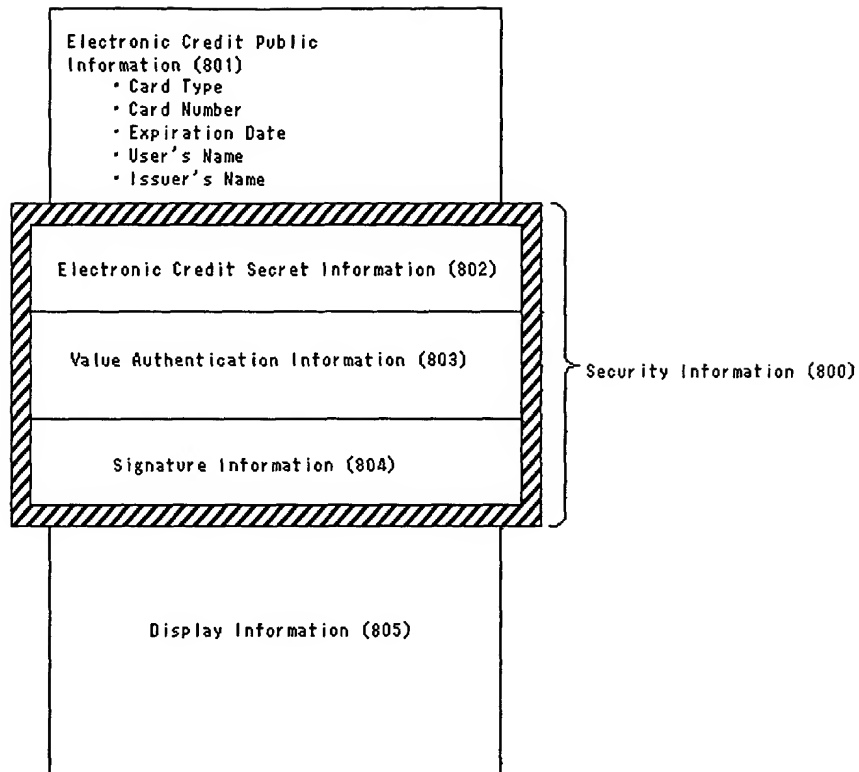 Electronic Credit Public
Information (801)
・Card Type
・Card Number
・Expiration Date
・User's Name
・Issuer's Name
Electronic Credit Secret Information (802)
Value Authentication Information (803)
Security Information (800)
Signature Information (804)
Display Information (805)